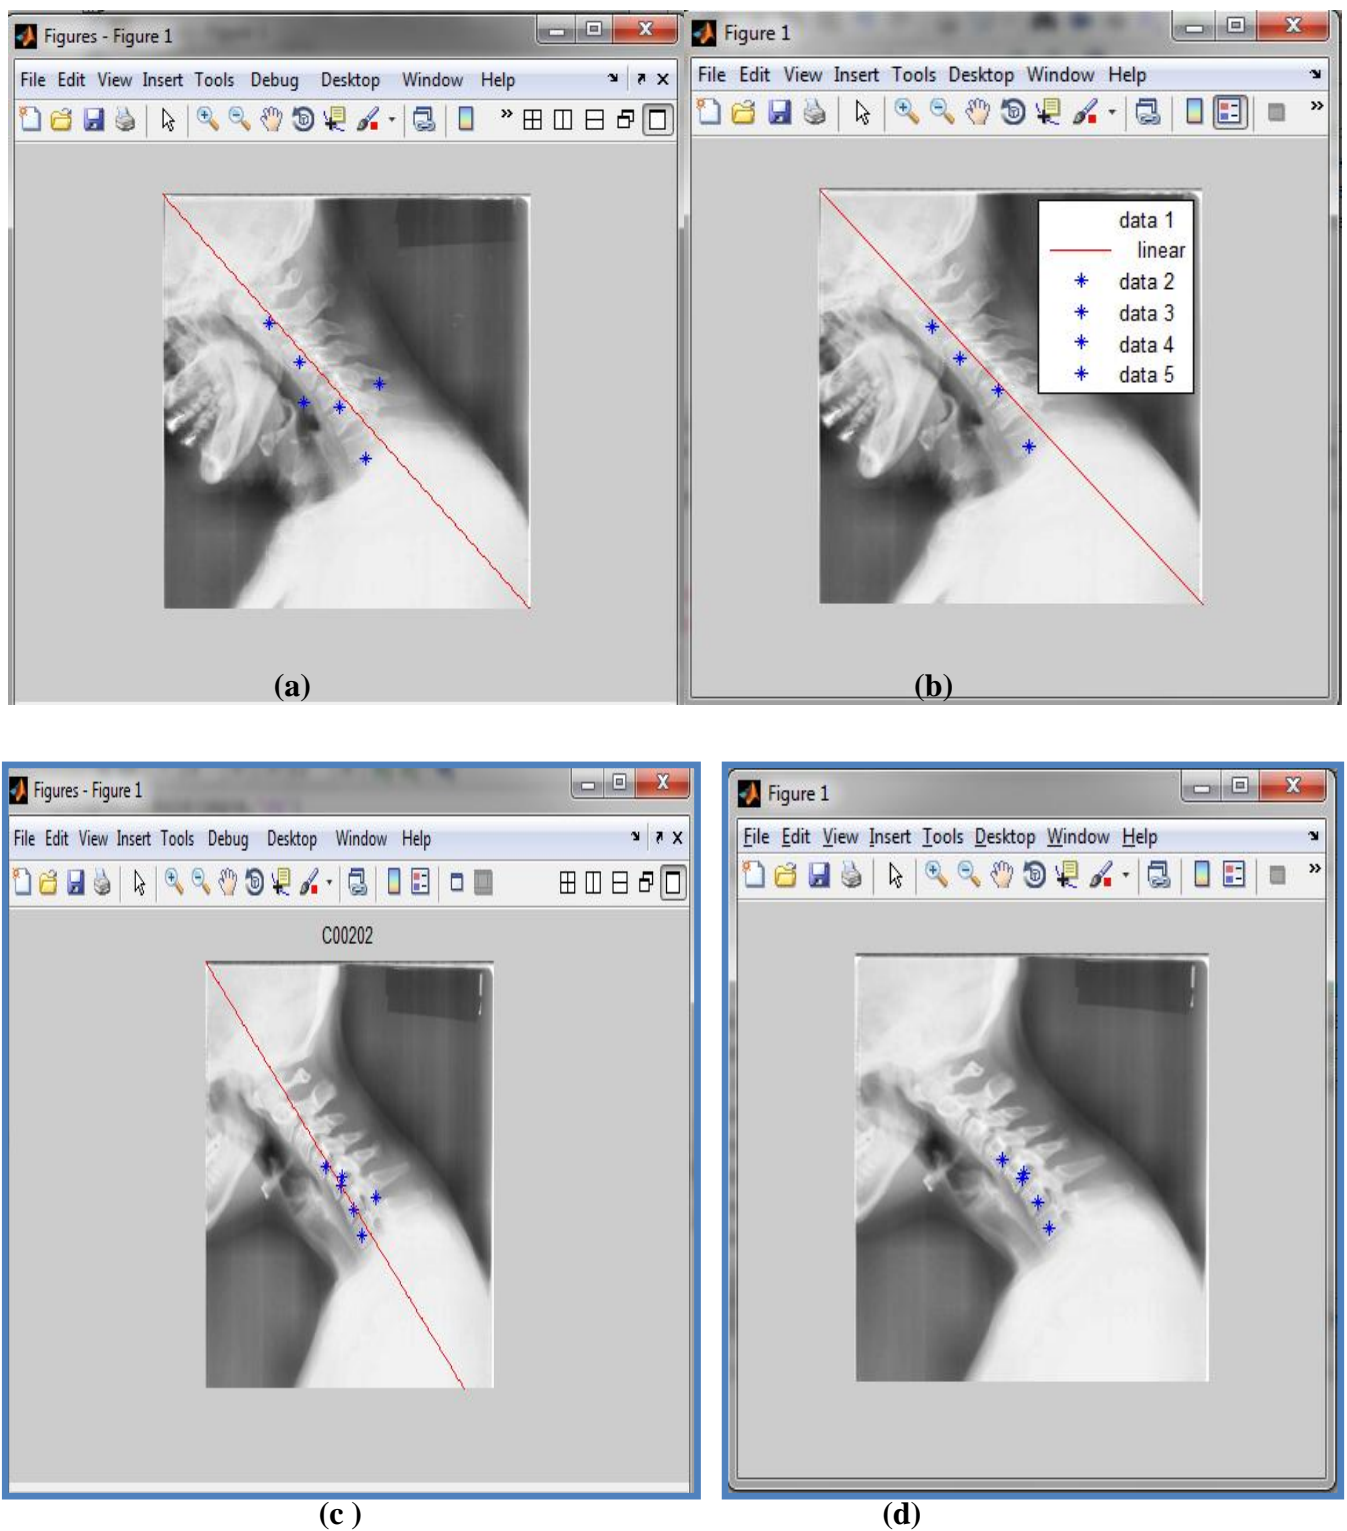 Figures - Figure 1
File Edit View Insert Tools Debug Desktop Window Help
(a)
Figure 1
File Edit View Insert Tools Desktop Window Help
data 1
linear
data 2
data 3
data 4
data 5
(b)
Figures - Figure 1
File Edit View Insert Tools Debug Desktop Window Help
C00202
(c )
Figure 1
File Edit View Insert Tools Desktop Window Help
(d)